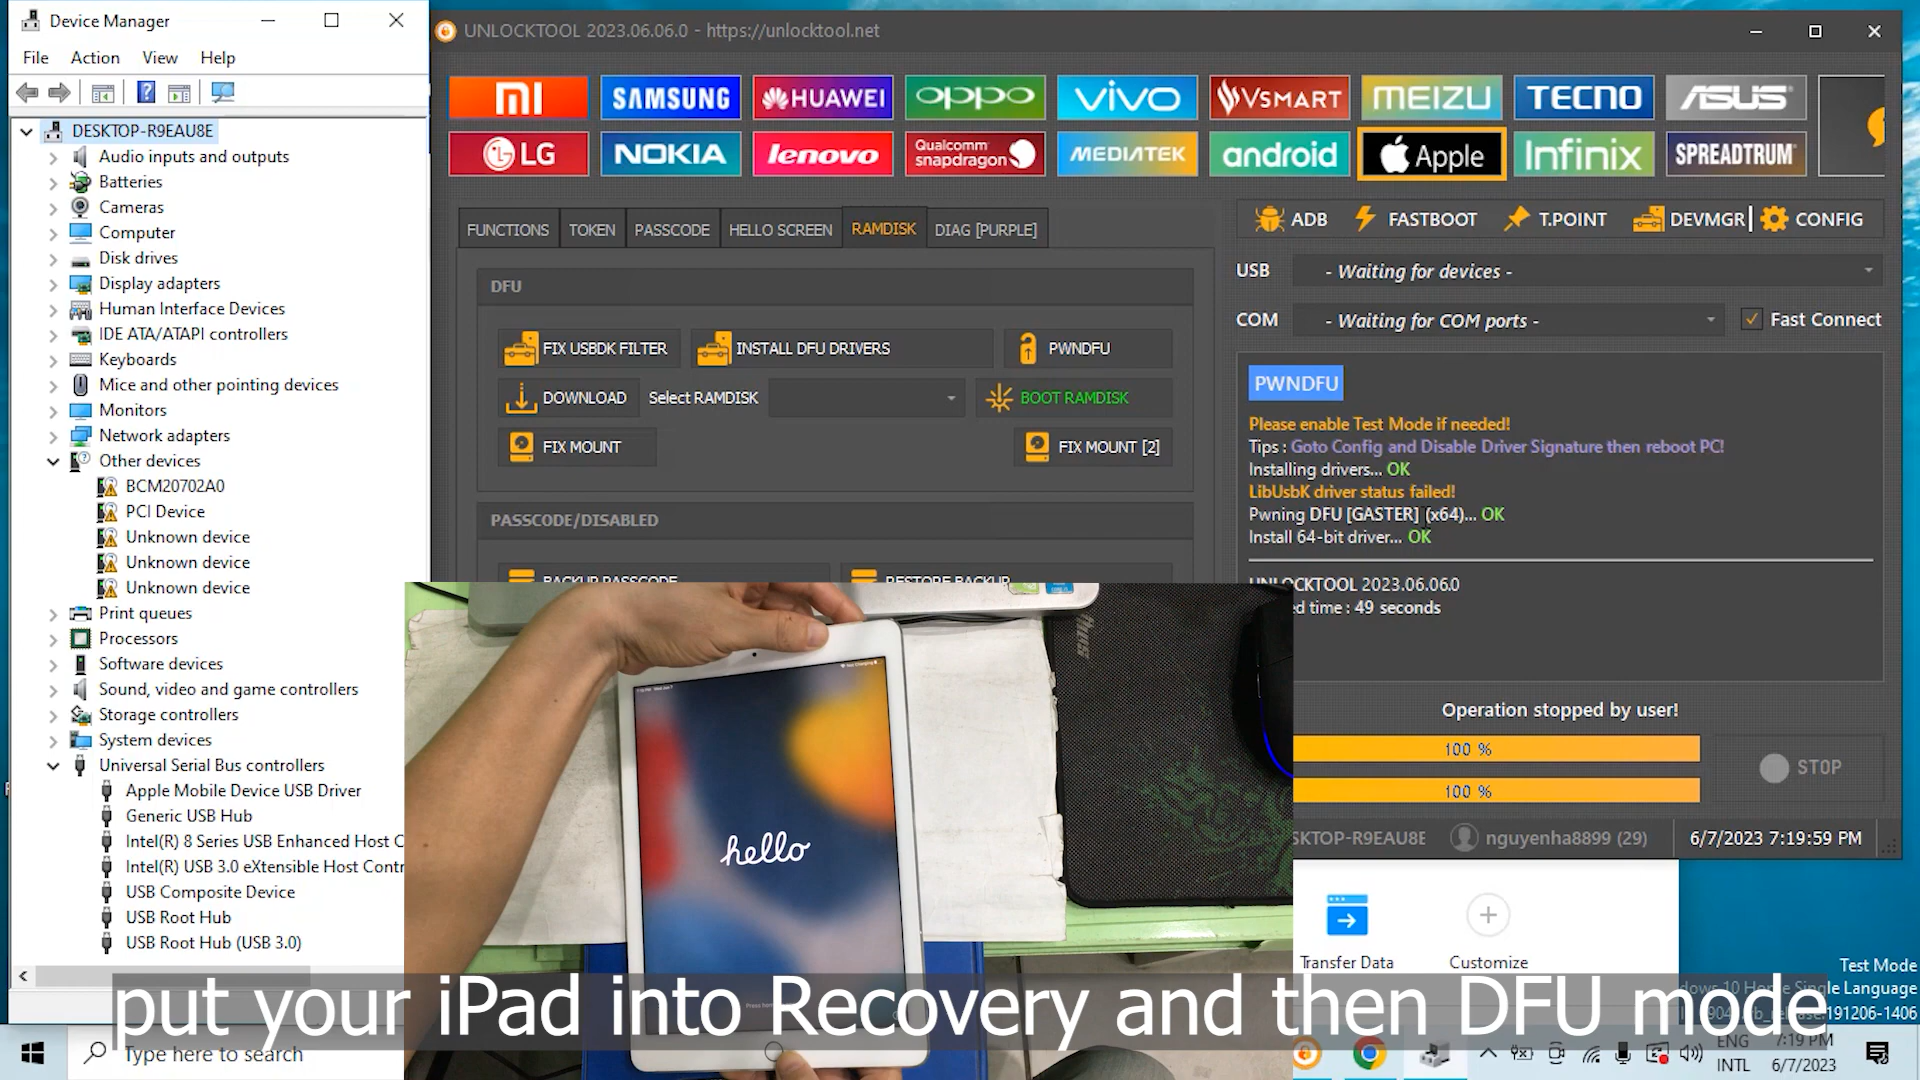 Device Manager
File Action View Help
DESKTOP-R9EAU8E
Audio inputs and outputs
Batteries
Cameras
Computer
Disk drives
Display adapters
Human Interface Devices
IDE ATA/ATAPI controllers
Keyboards
Mice and other pointing devices
Monitors
Network adapters
Other devices
BCM20702A0
PCI Device
Unknown device
Unknown device
Unknown device
Print queues
Processors
Software devices
Sound, video and game controllers
Storage controllers
System devices
Universal Serial Bus controllers
Apple Mobile Device USB Driver
Generic USB Hub
Intel(R) 8 Series USB Enhanced Host C
Intel(R) USB 3.0 eXtensible Host Contr
USB Composite Device
USB Root Hub
USB Root Hub (USB 3.0)
UNLOCKTOOL 2023.06.06.0 - https://unlocktool.net
MI SAMSUNG HUAWEI OPPO VIVO VSMART MEIZU TECNO ASUS
LG NOKIA lenovo Qualcomm snapdragon MEDIATEK android Apple Infinix SPREADTRUM
FUNCTIONS TOKEN PASSCODE HELLO SCREEN RAMDISK DIAG [PURPLE]
DFU
FIX USBDK FILTER INSTALL DFU DRIVERS PWNDFU
DOWNLOAD Select RAMDISK BOOT RAMDISK
FIX MOUNT FIX MOUNT [2]
PASSCODE/DISABLED
BACKUP PASSCODE RESTORE BACKUP
ADB FASTBOOT T.POINT DEVMGR CONFIG
USB - Waiting for devices -
COM - Waiting for COM ports - Fast Connect
PWNDFU
Please enable Test Mode if needed!
Tips : Goto Config and Disable Driver Signature then reboot PC!
Installing drivers... OK
LibUsbK driver status failed!
Pwning DFU [GASTER] (x64)... OK
Install 64-bit driver... OK
UNLOCKTOOL 2023.06.06.0
ed time : 49 seconds
Operation stopped by user!
100 %
100 %
STOP
SKTOP-R9EAU8E nguyenha8899 (29) 6/7/2023 7:19:59 PM
hello
Transfer Data Customize
Test Mode
Single Language
191206-1406
put your iPad into Recovery and then DFU mode
Type here to search
ENG
INTL
7:19 PM
6/7/2023